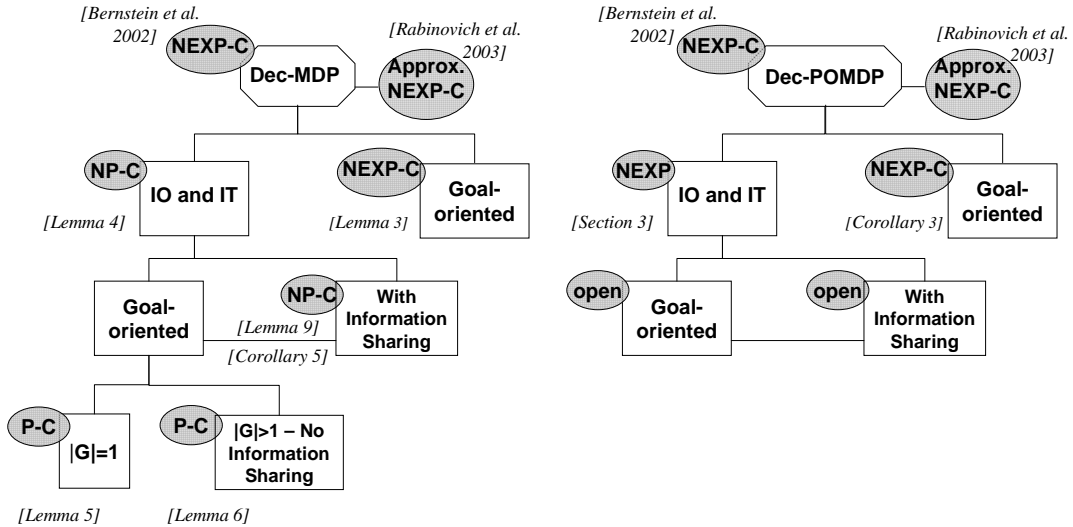 [Bernstein et al.
2002]
NEXP-C
Dec-MDP
[Rabinovich et al.
2003]
Approx.
NEXP-C
NP-C
IO and IT
[Lemma 4]
NEXP-C
Goal-
oriented
[Lemma 3]
Goal-
oriented
NP-C
With
Information
Sharing
[Lemma 9]
[Corollary 5]
P-C
|G|=1
[Lemma 5]
P-C
|G|>1 – No
Information
Sharing
[Lemma 6]
[Bernstein et al.
2002]
NEXP-C
Dec-POMDP
[Rabinovich et al.
2003]
Approx.
NEXP-C
NEXP
IO and IT
[Section 3]
NEXP-C
Goal-
oriented
[Corollary 3]
open
Goal-
oriented
open
With
Information
Sharing